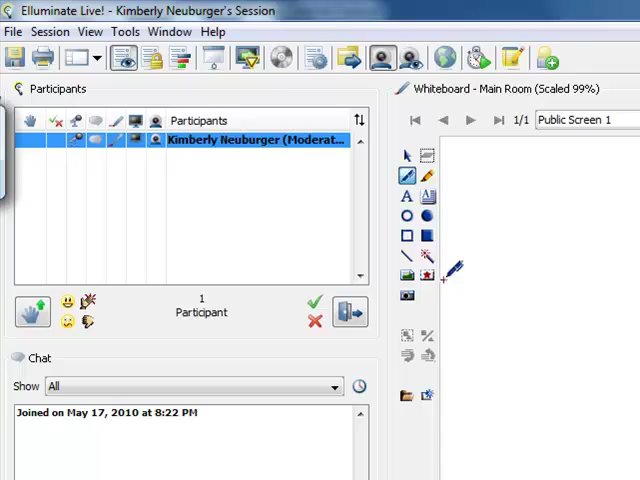 Elluminate Live! - Kimberly Neuburger's Session
File Session View Tools Window Help
Participants
Whiteboard - Main Room (Scaled 99%)
Participants
1/1 Public Screen 1
Kimberly Neuburger (Moderat...
A
1
Participant
Chat
Show All
Joined on May 17, 2010 at 8:22 PM